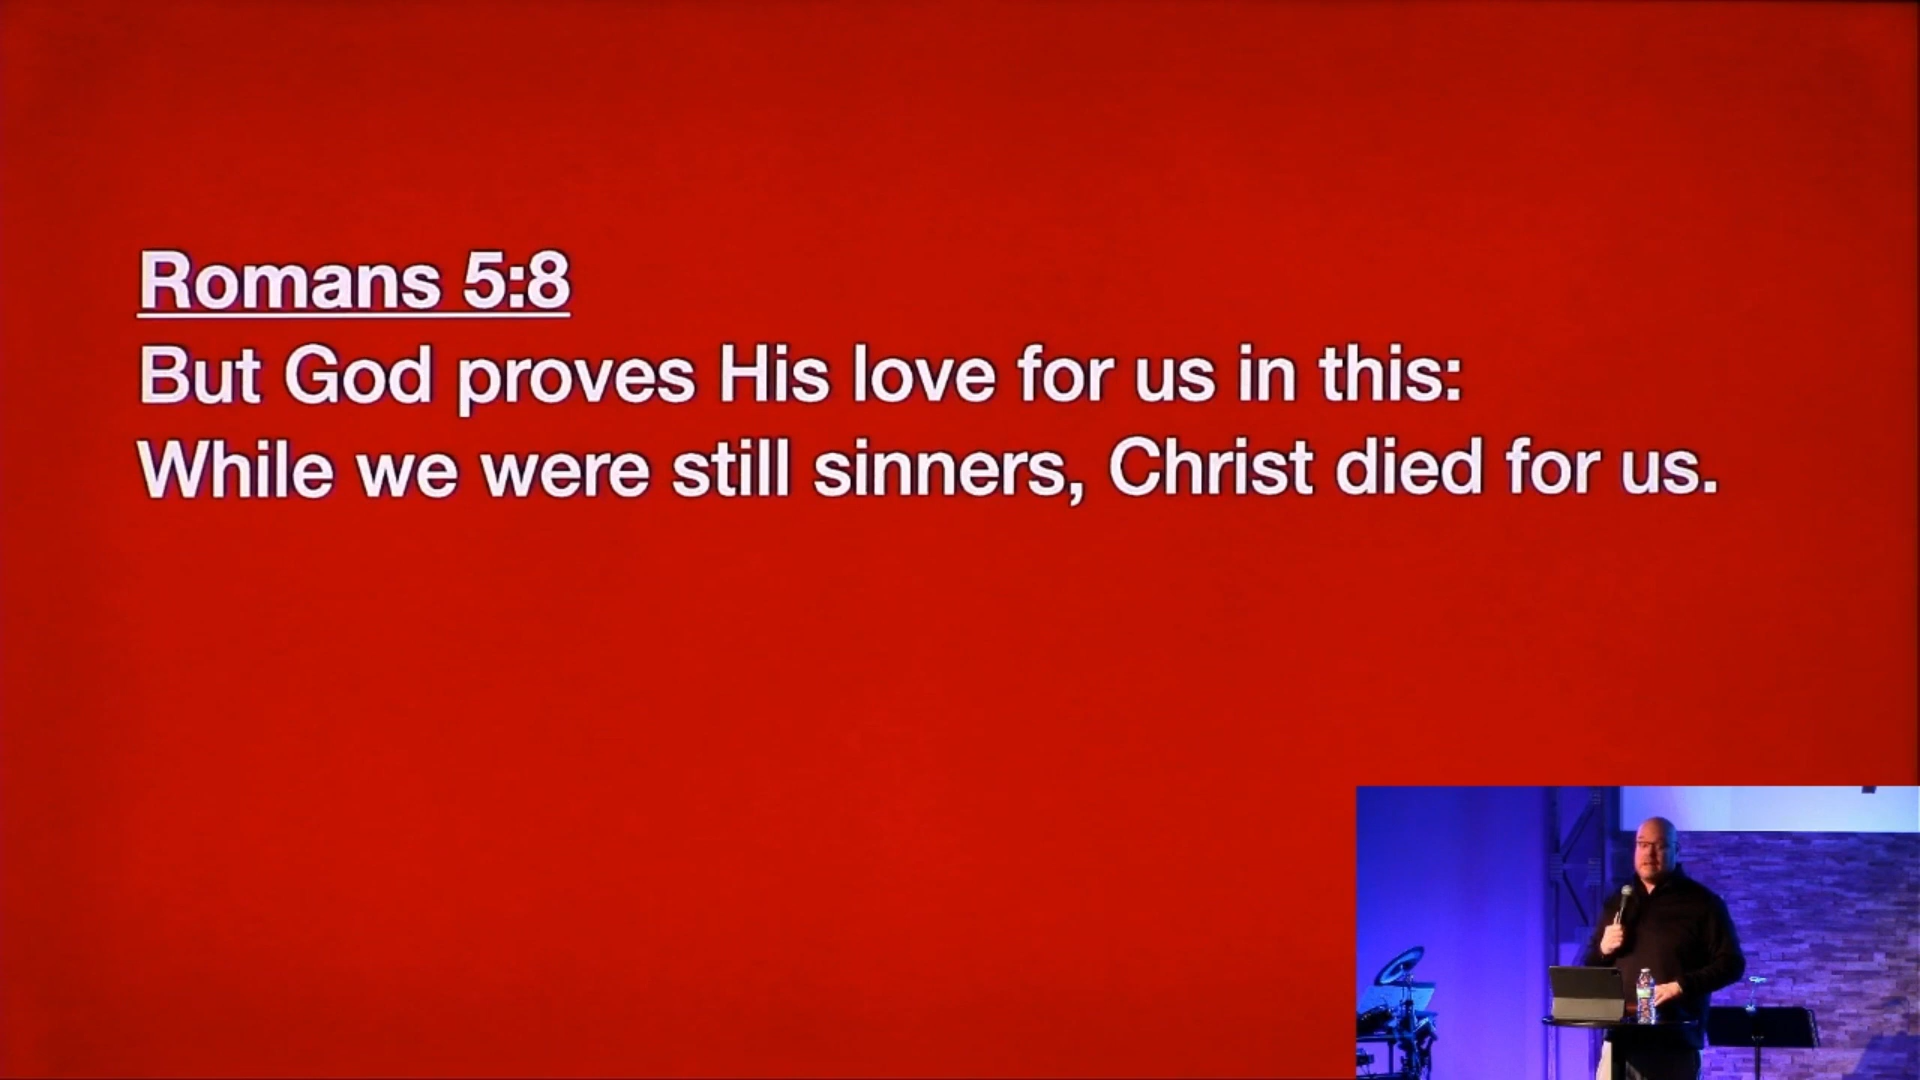 Romans 5:8
But God proves His love for us in this:
While we were still sinners, Christ died for us.